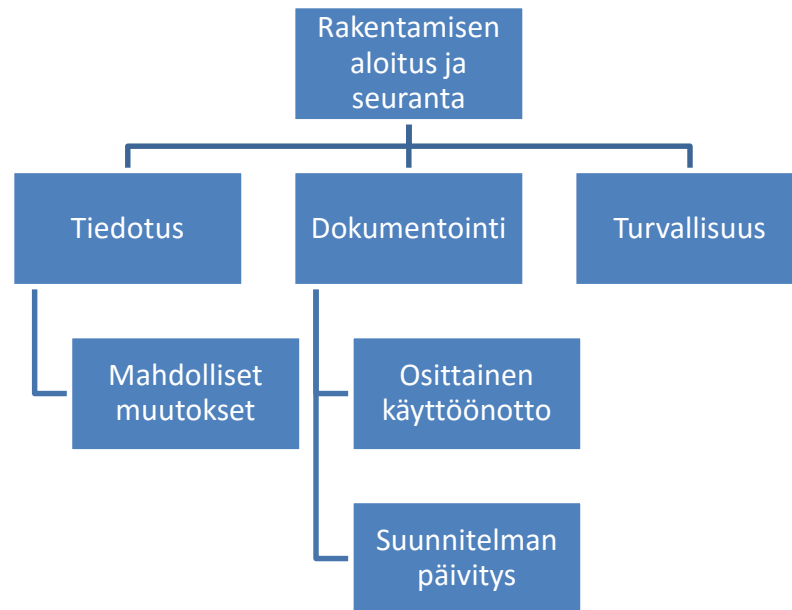 Rakentamisen
aloitus ja
seuranta
Tiedotus
Dokumentointi
Turvallisuus
Mahdolliset
muutokset
Osittainen
käyttöönotto
Suunnitelman
päivitys